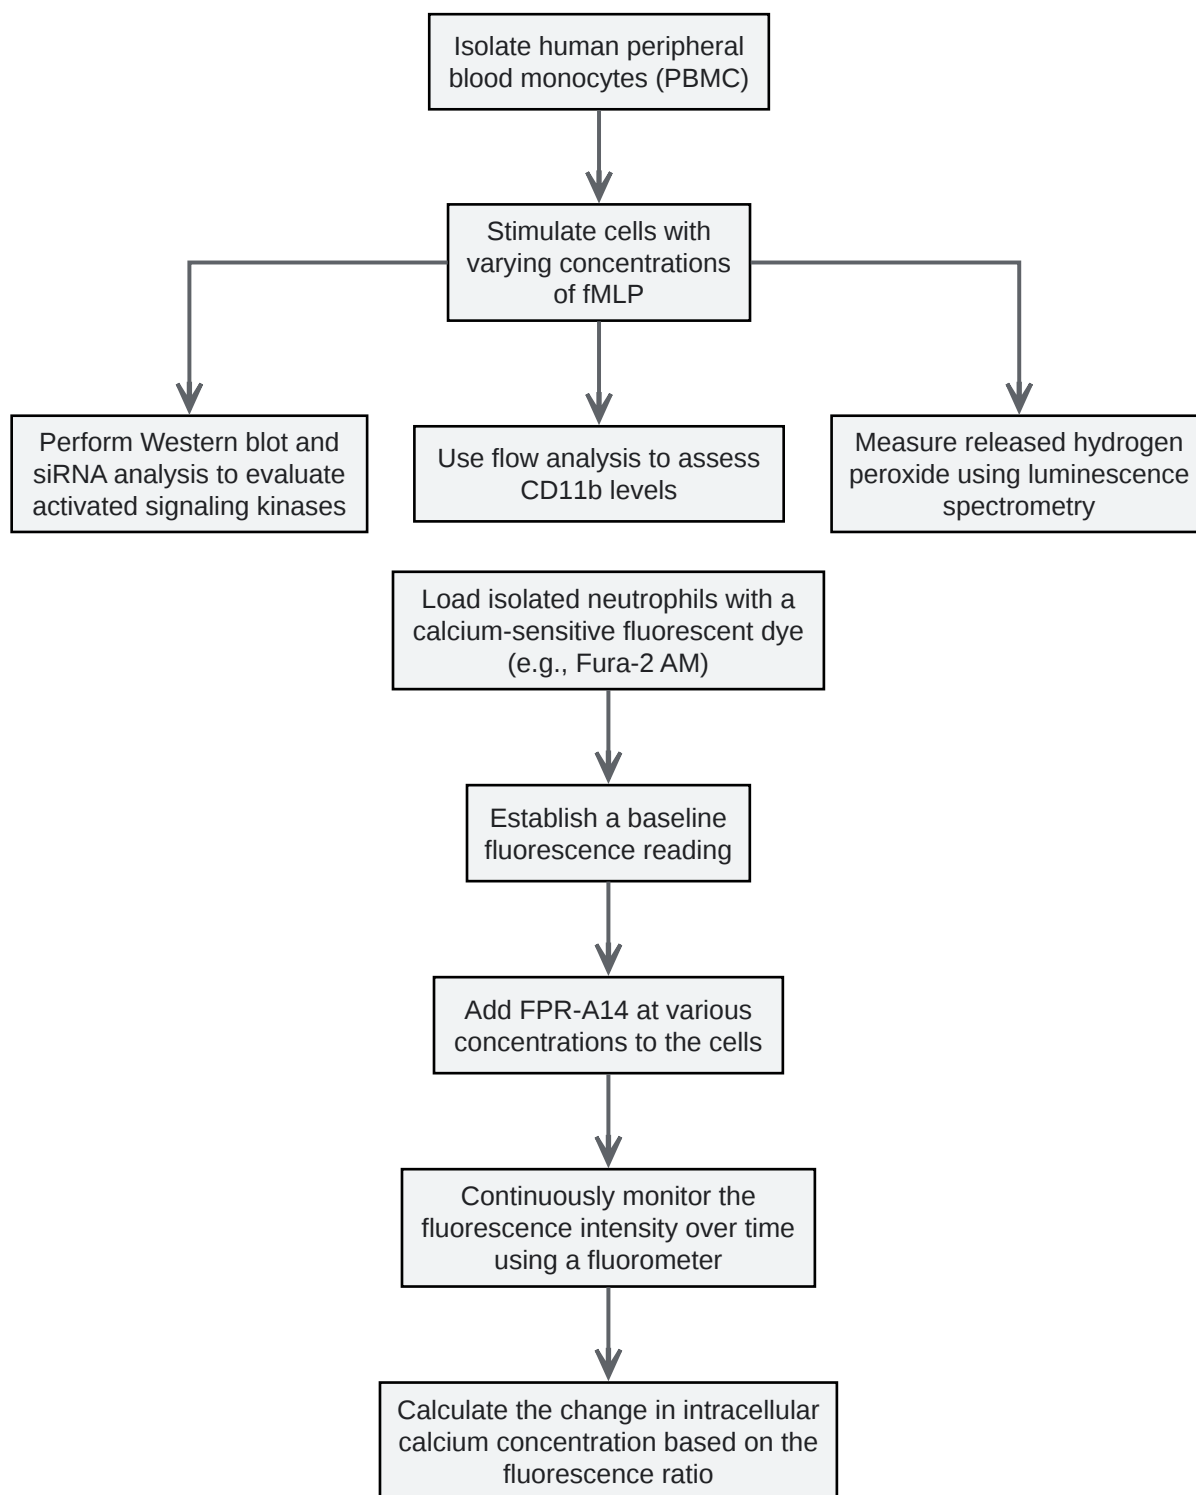 Isolate human peripheral
blood monocytes (PBMC)
Stimulate cells with
varying concentrations
of fMLP
Perform Western blot and
siRNA analysis to evaluate
activated signaling kinases
Use flow analysis to assess
CD11b levels
Measure released hydrogen
peroxide using luminescence
spectrometry
Load isolated neutrophils with a
calcium-sensitive fluorescent dye
(e.g., Fura-2 AM)
Establish a baseline
fluorescence reading
Add FPR-A14 at various
concentrations to the cells
Continuously monitor the
fluorescence intensity over time
using a fluorometer
Calculate the change in intracellular
calcium concentration based on the
fluorescence ratio